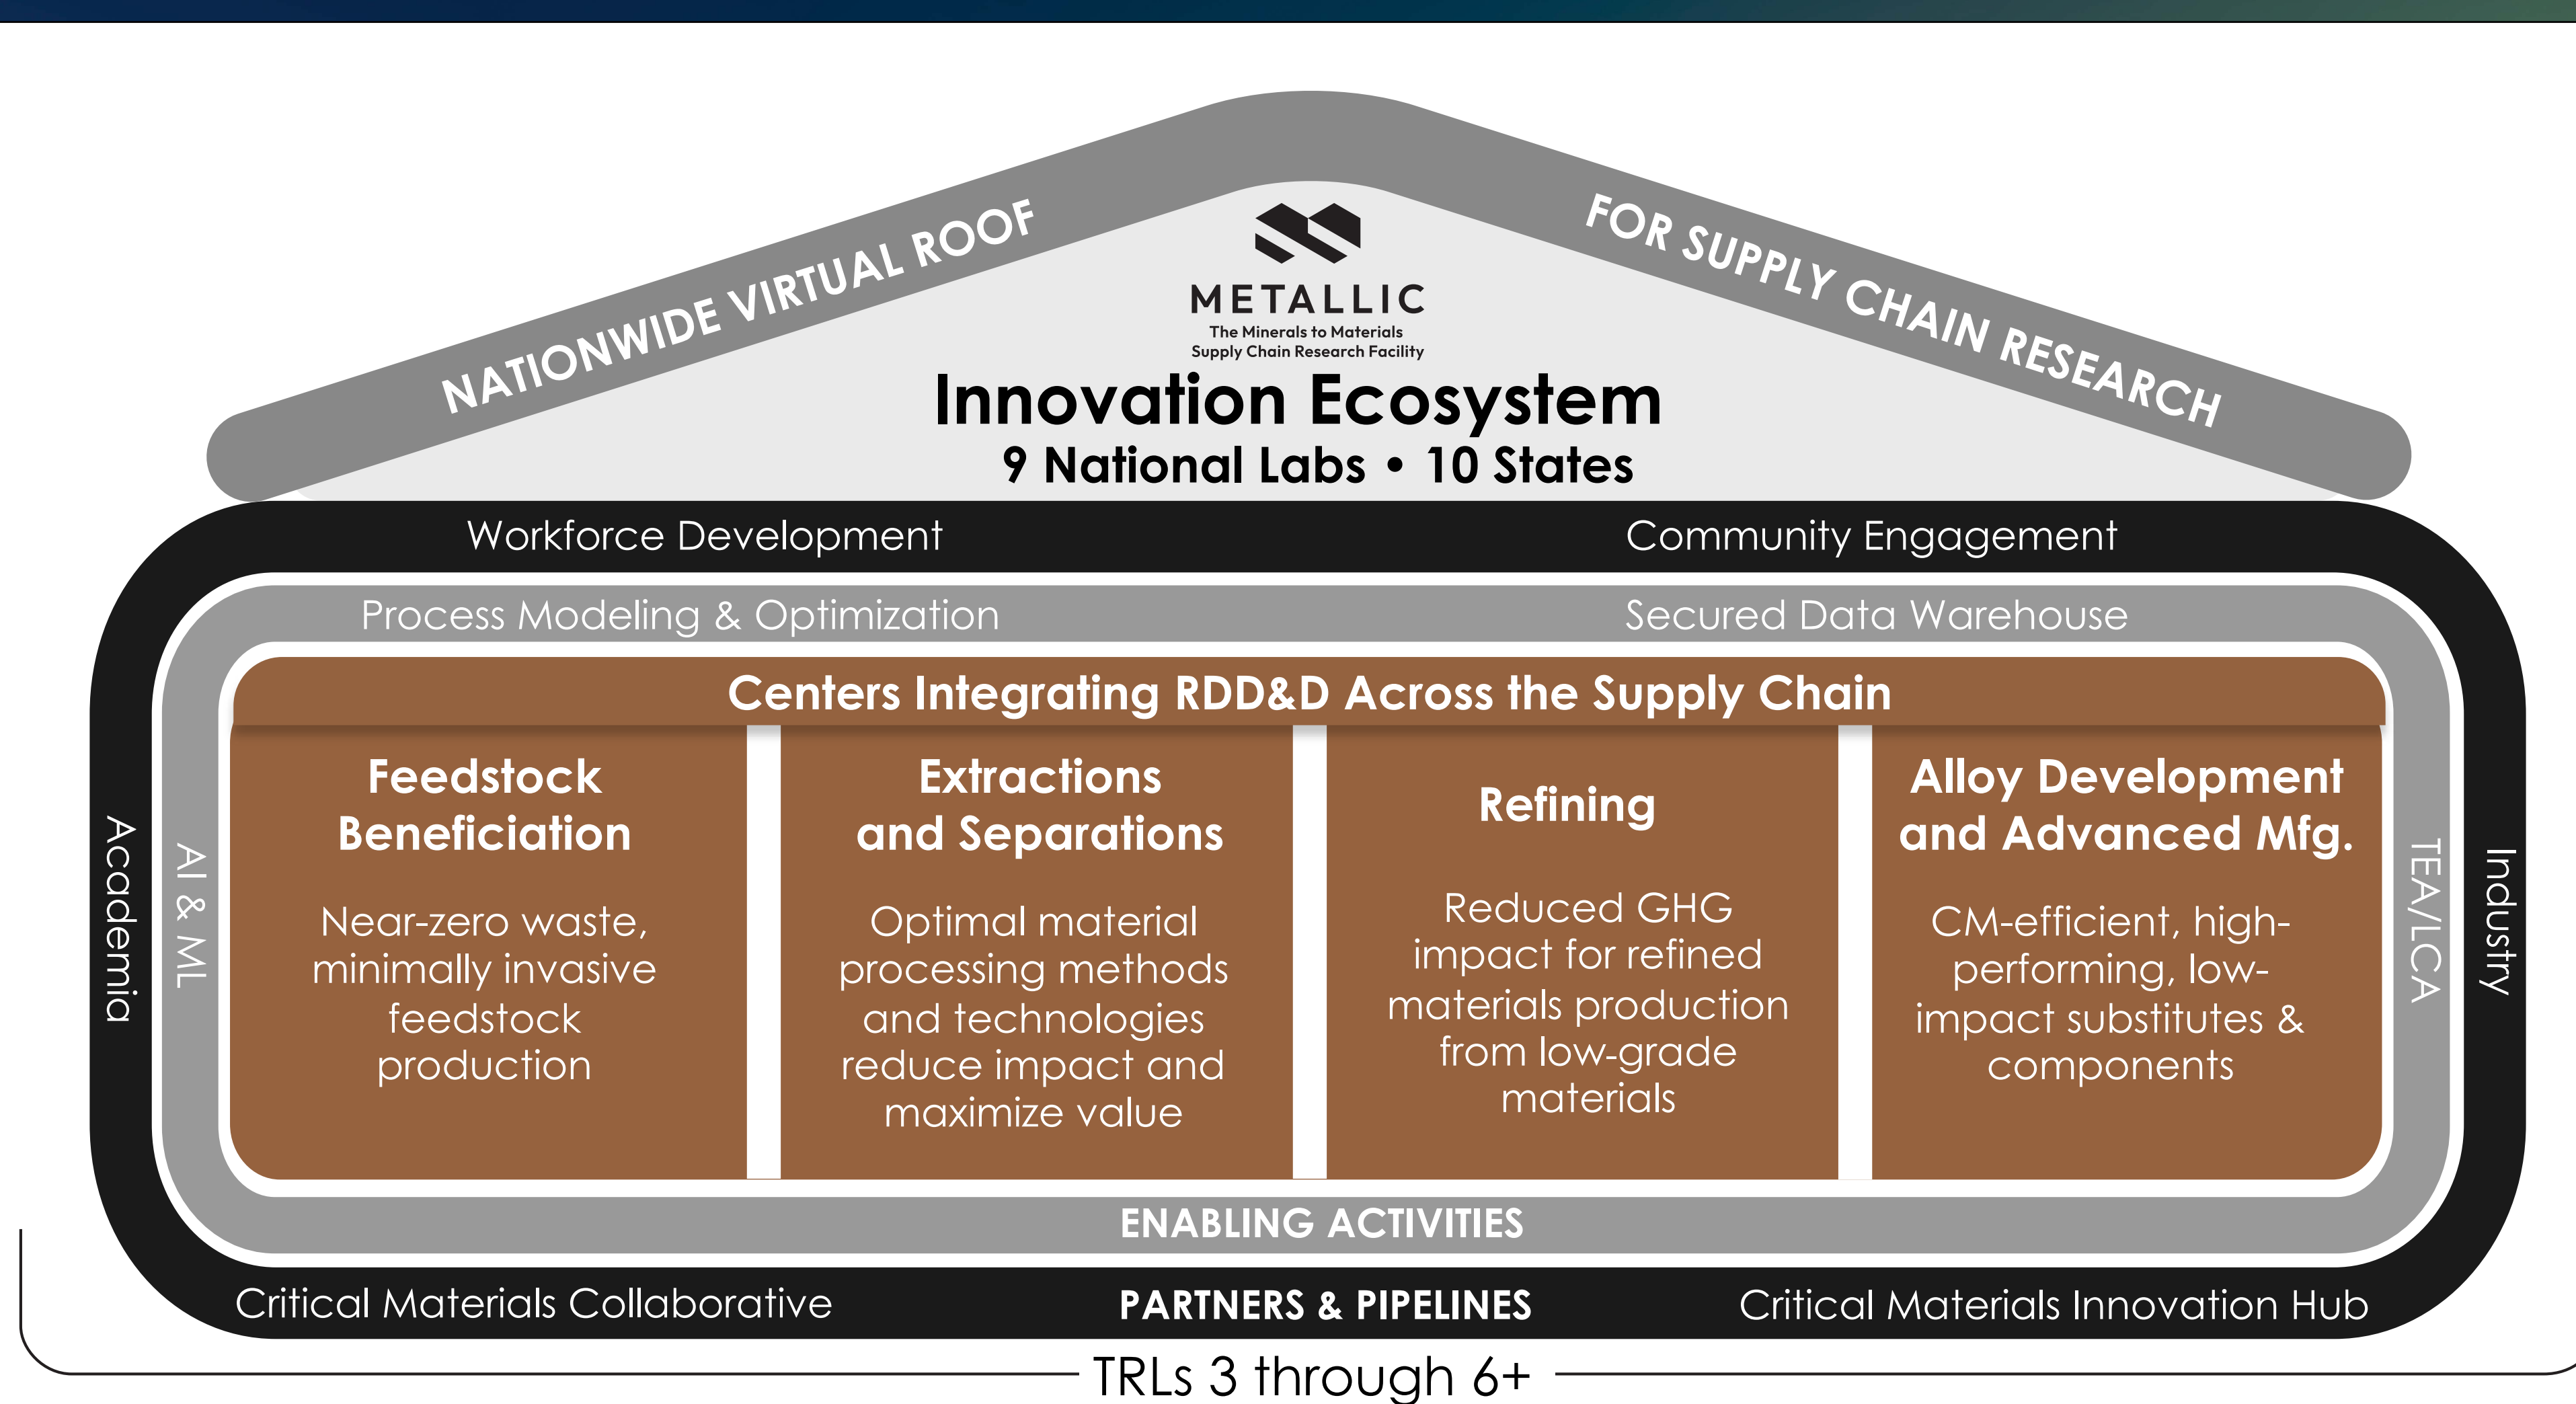 NATIONWIDE VIRTUAL ROOF
FOR SUPPLY CHAIN RESEARCH
METALLIC
The Minerals to Materials
Supply Chain Research Facility
Innovation Ecosystem
9 National Labs • 10 States
Workforce Development
Community Engagement
Process Modeling & Optimization
Secured Data Warehouse
Academia
AI & ML
Centers Integrating RDD&D Across the Supply Chain
Feedstock
Beneficiation
Near-zero waste,
minimally invasive
feedstock
production
Extractions
and Separations
Optimal material
processing methods
and technologies
reduce impact and
maximize value
Refining
Reduced GHG
impact for refined
materials production
from low-grade
materials
Alloy Development
and Advanced Mfg.
CM-efficient, high-
performing, low-
impact substitutes &
components
TEA/LCA
Industry
ENABLING ACTIVITIES
Critical Materials Collaborative
PARTNERS & PIPELINES
Critical Materials Innovation Hub
TRLs 3 through 6+